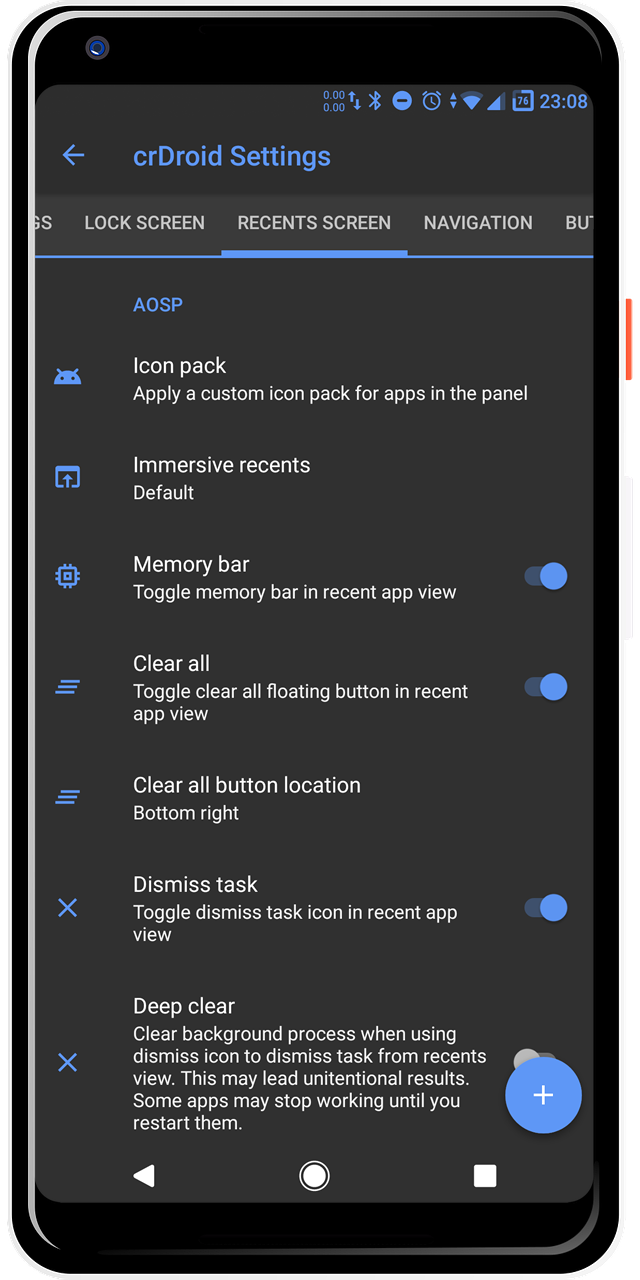 0.00
0.00
76 23:08
crDroid Settings
GS LOCK SCREEN RECENTS SCREEN NAVIGATION BUT
AOSP
Icon pack
Apply a custom icon pack for apps in the panel
Immersive recents
Default
Memory bar
Toggle memory bar in recent app view
Clear all
Toggle clear all floating button in recent
app view
Clear all button location
Bottom right
Dismiss task
Toggle dismiss task icon in recent app
view
Deep clear
Clear background process when using
dismiss icon to dismiss task from recents
view. This may lead unitentional results.
Some apps may stop working until you
restart them.